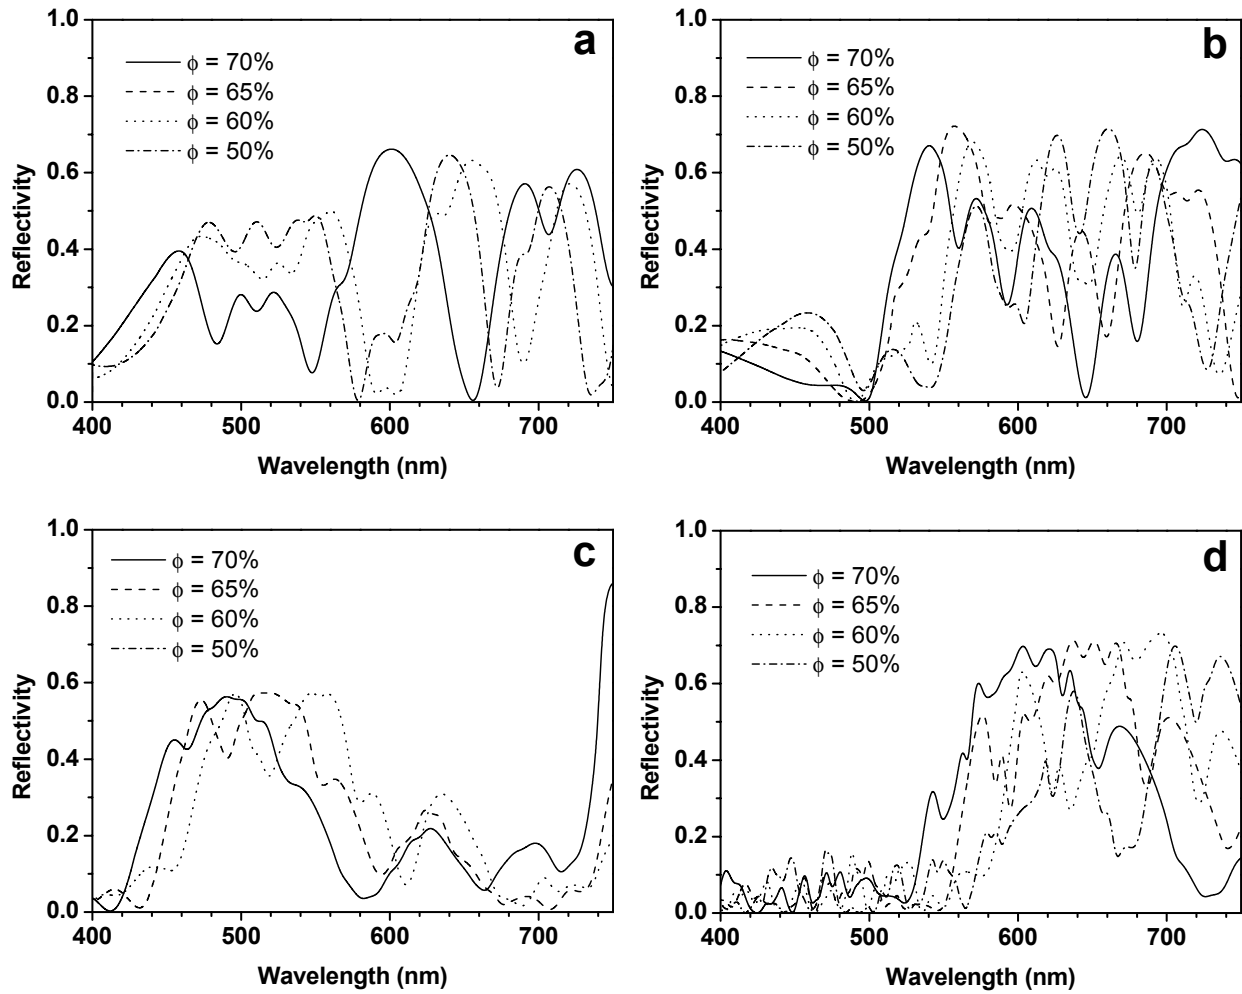 a
ϕ = 70%
ϕ = 65%
ϕ = 60%
ϕ = 50%
1.0
0.8
0.6
0.4
0.2
0.0
400
500
600
700
Reflectivity
Wavelength (nm)
b
ϕ = 70%
ϕ = 65%
ϕ = 60%
ϕ = 50%
1.0
0.8
0.6
0.4
0.2
0.0
400
500
600
700
Reflectivity
Wavelength (nm)
c
ϕ = 70%
ϕ = 65%
ϕ = 60%
ϕ = 50%
1.0
0.8
0.6
0.4
0.2
0.0
400
500
600
700
Reflectivity
Wavelength (nm)
d
ϕ = 70%
ϕ = 65%
ϕ = 60%
ϕ = 50%
1.0
0.8
0.6
0.4
0.2
0.0
400
500
600
700
Reflectivity
Wavelength (nm)